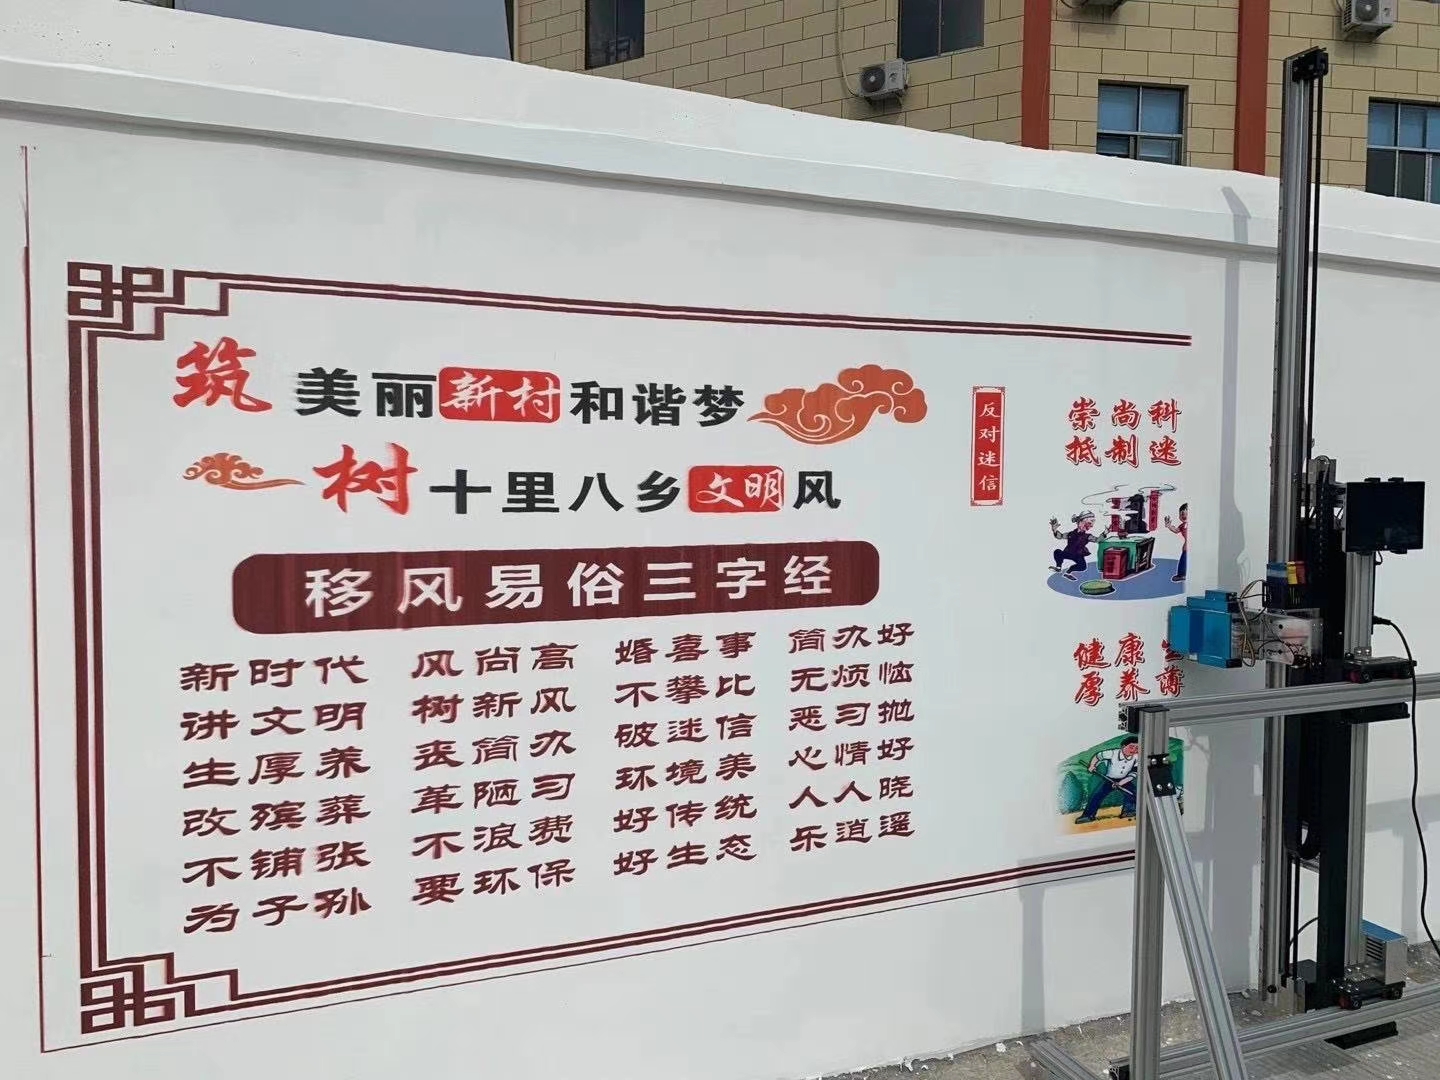 筑美丽新村和谐梦
树十里八乡文明风
移风易俗三字经
新时代 风尚高 婚喜事 简办好
讲文明 树新风 不攀比 无烦恼
生厚养 丧简办 破迷信 恶习抛
改殡葬 革陋习 环境美 心情好
不铺张 不浪费 好传统 人人晓
为子孙 要环保 好生态 乐逍遥
反对迷信
崇尚科
抵制迷
健康生
厚养薄